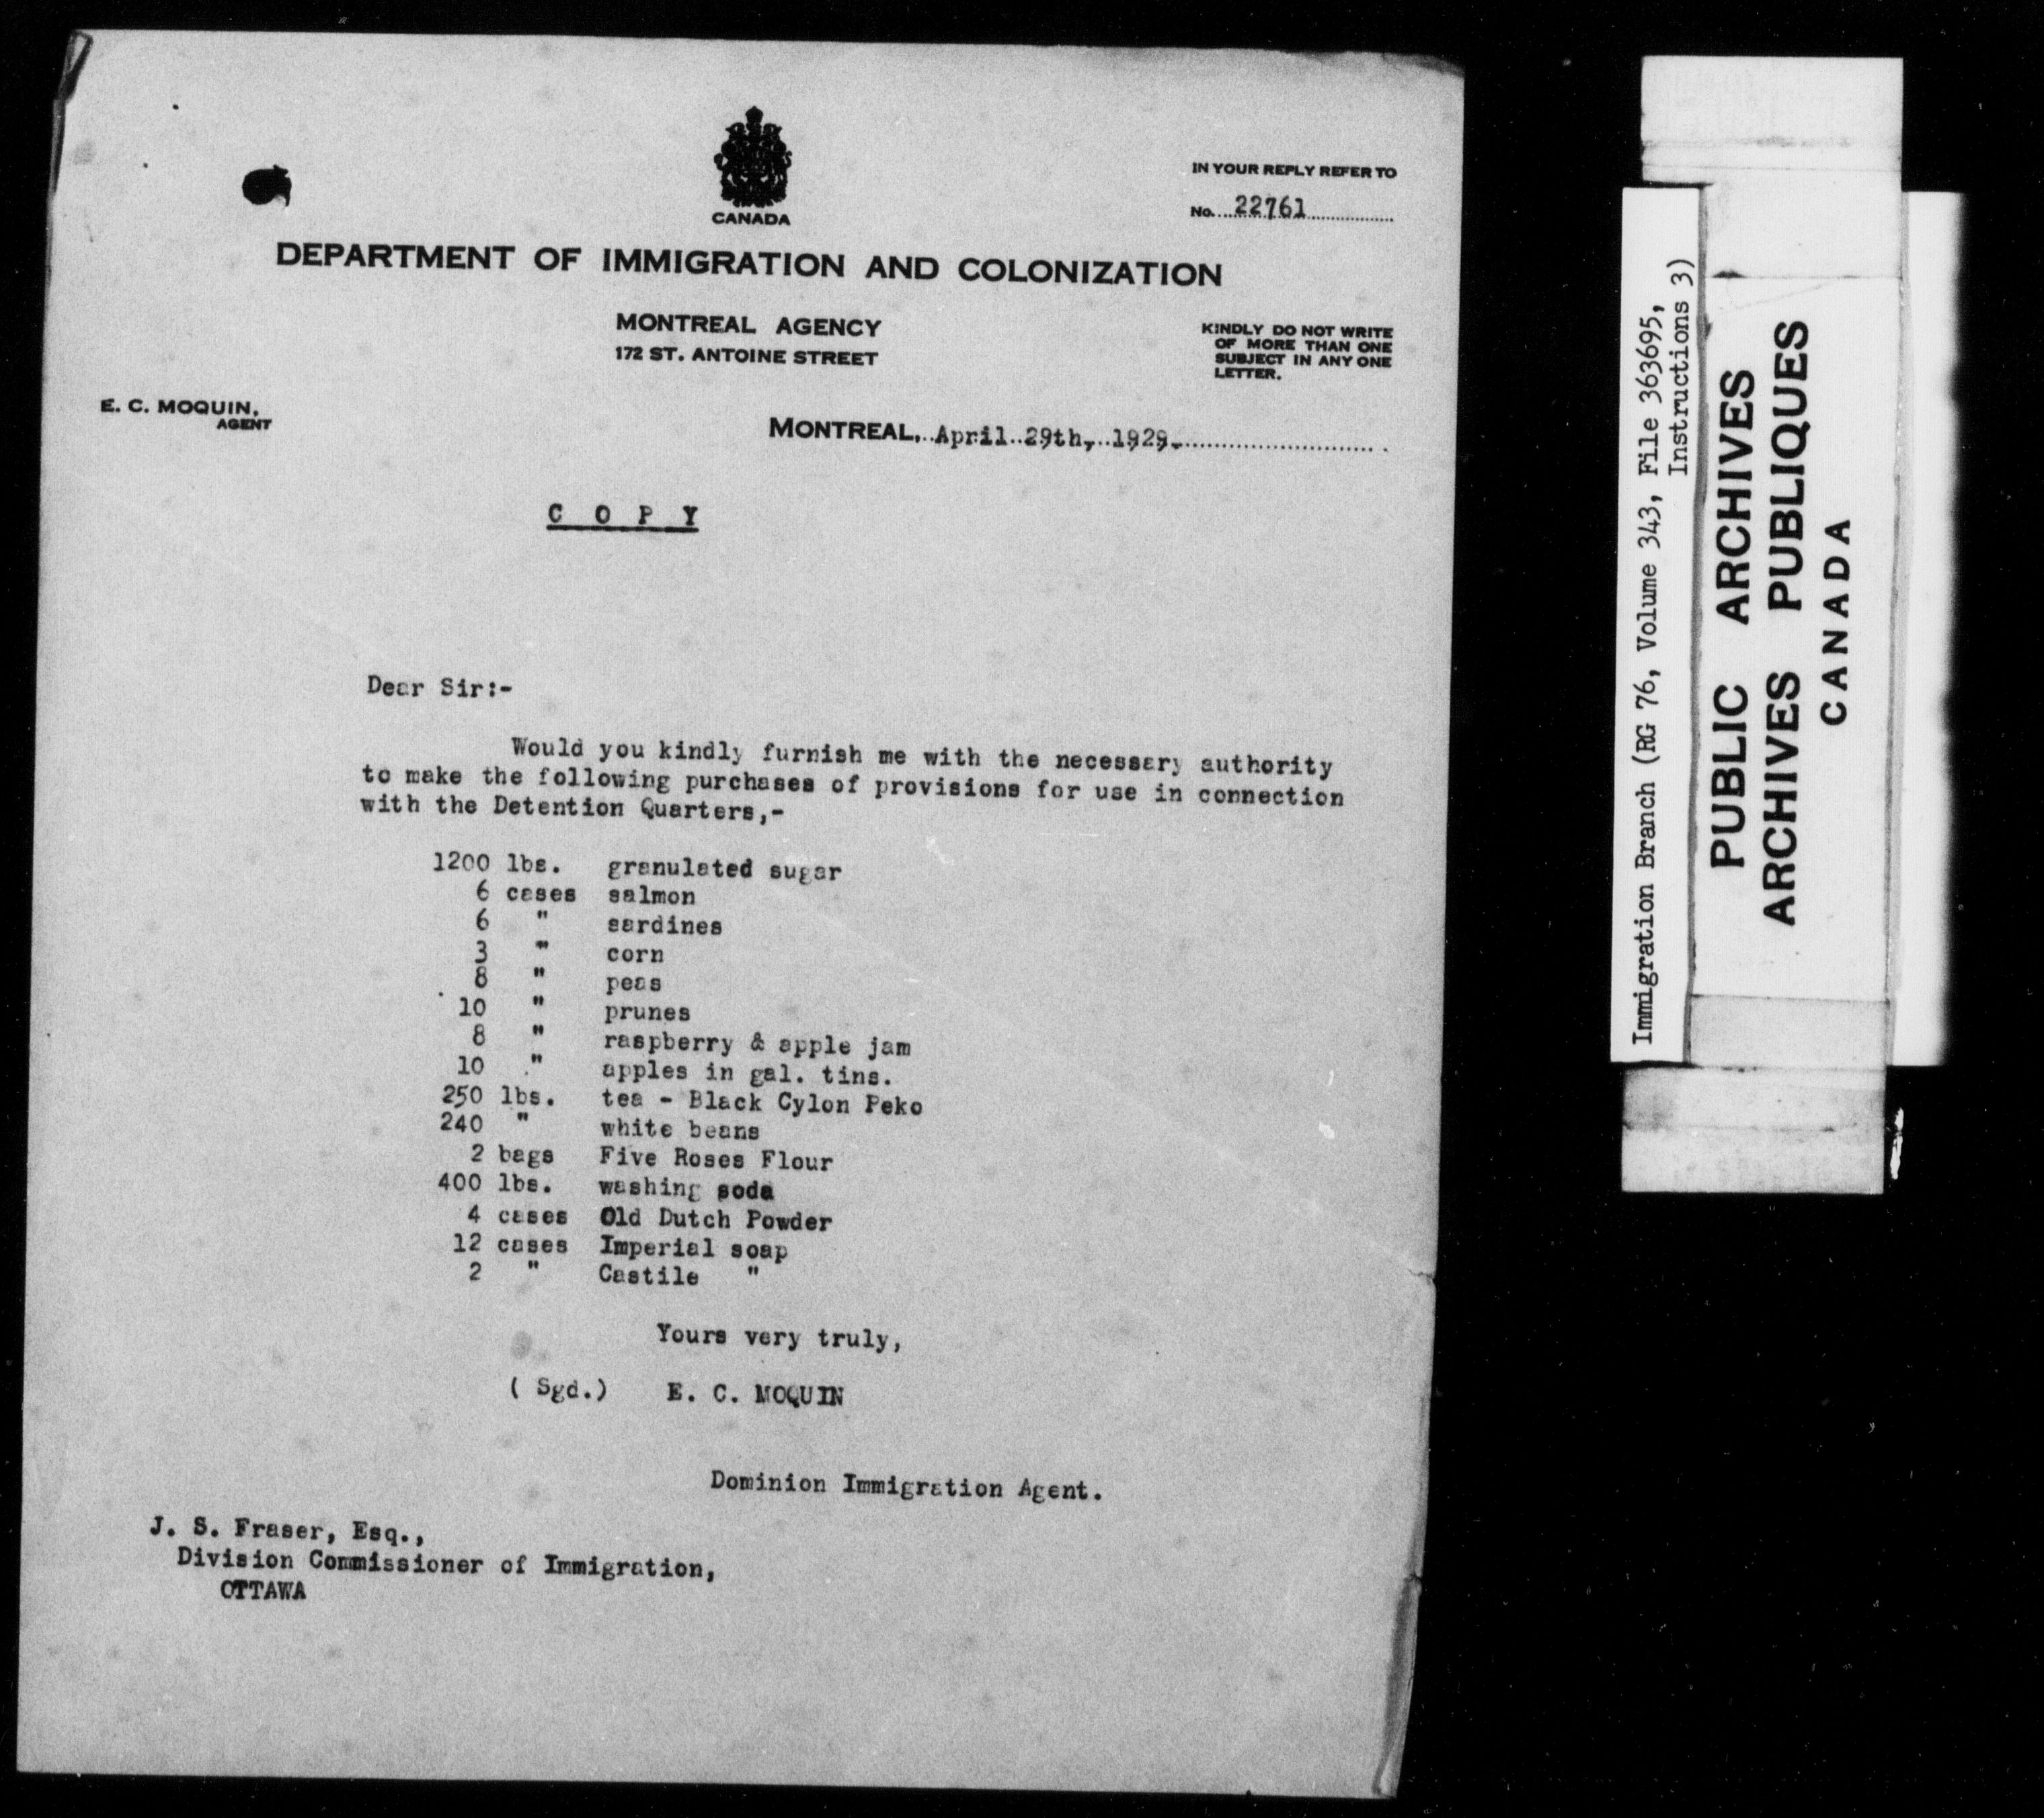 CANADA
IN YOUR REPLY REFER TO
No. 22761
DEPARTMENT OF IMMIGRATION AND COLONIZATION
MONTREAL AGENCY
172 ST. ANTOINE STREET
KINDLY DO NOT WRITE
OF MORE THAN ONE
SUBJECT IN ANY ONE
LETTER.
E. C. MOQUIN,
AGENT
MONTREAL, April 29th, 1929.
C O P Y
Dear Sir:-
Would you kindly furnish me with the necessary authority
to make the following purchases of provisions for use in connection
with the Detention Quarters,-
1200 lbs. granulated sugar
6 cases salmon
6 " sardines
3 " corn
8 " peas
10 " prunes
8 " raspberry & apple jam
10 " apples in gal. tins.
250 lbs. tea - Black Cylon Peko
240 " white beans
2 bags Five Roses Flour
400 lbs. washing soda
4 cases Old Dutch Powder
12 cases Imperial soap
2 " Castile "
Yours very truly,
( Sgd.) E. C. MOQUIN
Dominion Immigration Agent.
J. S. Fraser, Esq.,
Division Commissioner of Immigration,
OTTAWA
Immigration Branch (RG 76, Volume 343, File 363695,
Instructions 3)
PUBLIC ARCHIVES
ARCHIVES PUBLIQUES
CANADA